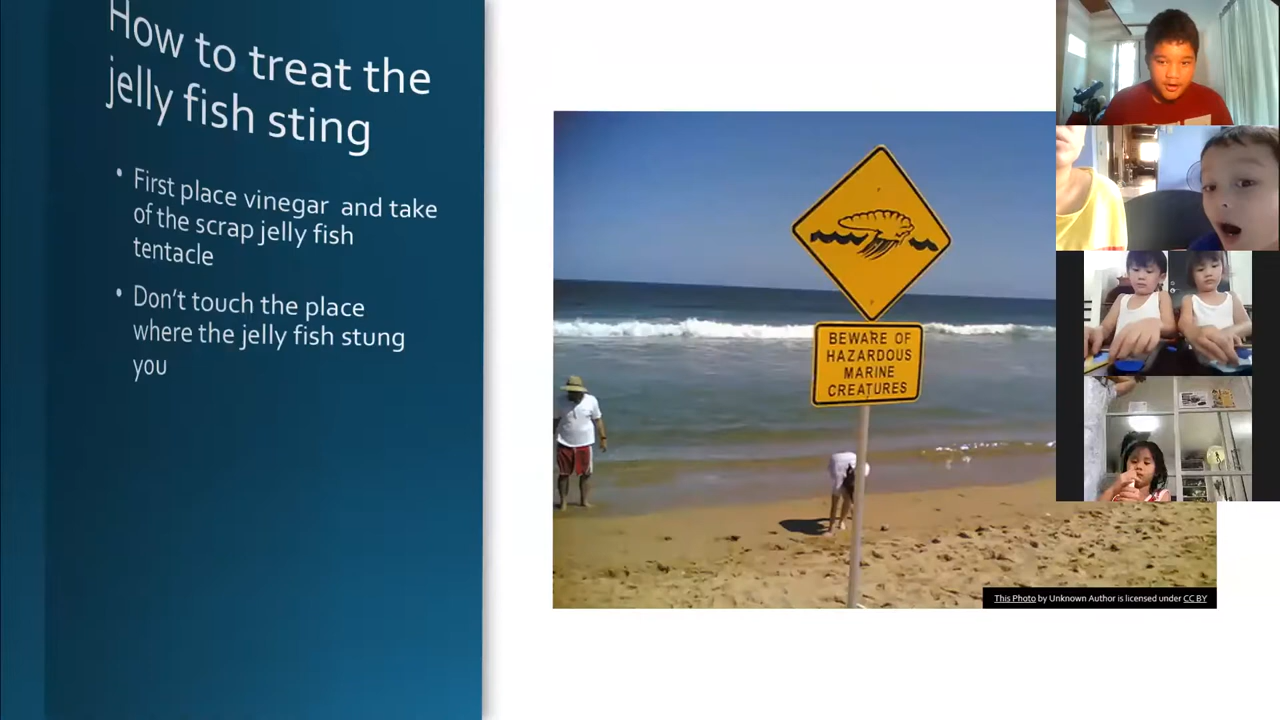 How to treat the
jelly fish sting
First place vinegar and take
of the scrap jelly fish
tentacle
Don't touch the place
where the jelly fish stung
you
BEWARE OF
HAZARDOUS
MARINE
CREATURES
This Photo by Unknown Author is licensed under CC BY